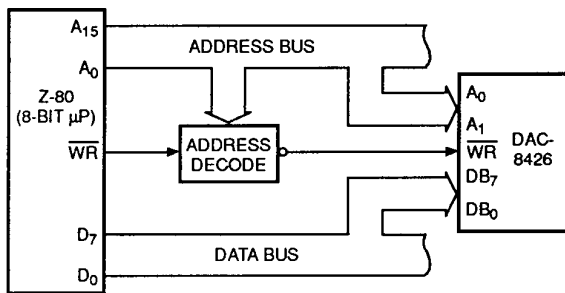 A15
ADDRESS BUS
A0
Z-80
(8-BIT µP)
A0
A1
WR
ADDRESS
DECODE
WR
DAC-
8426
DB7
DB0
D7
DATA BUS
D0